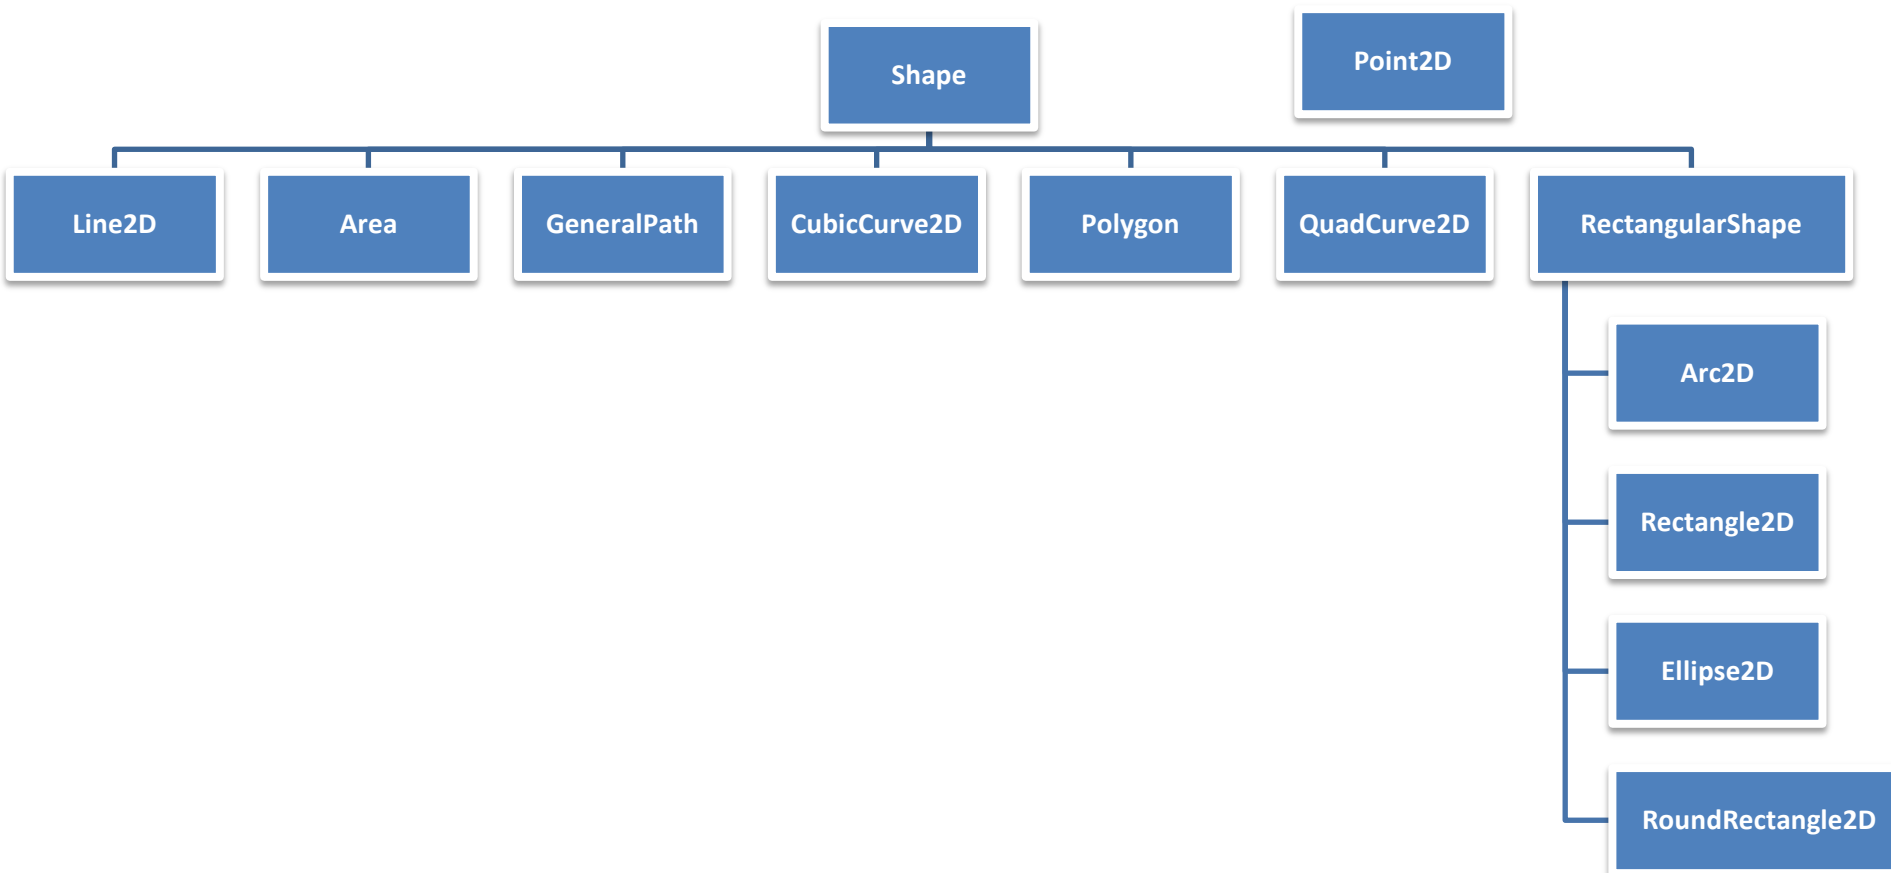 Shape
Point2D
Line2D
Area
GeneralPath
CubicCurve2D
Polygon
QuadCurve2D
RectangularShape
Arc2D
Rectangle2D
Ellipse2D
RoundRectangle2D